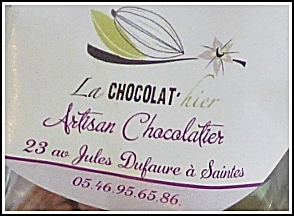 La CHOCOLAT'hier
Artisan Chocolatier
23 av Jules Dufaure à Saintes
05.46.95.65.86.